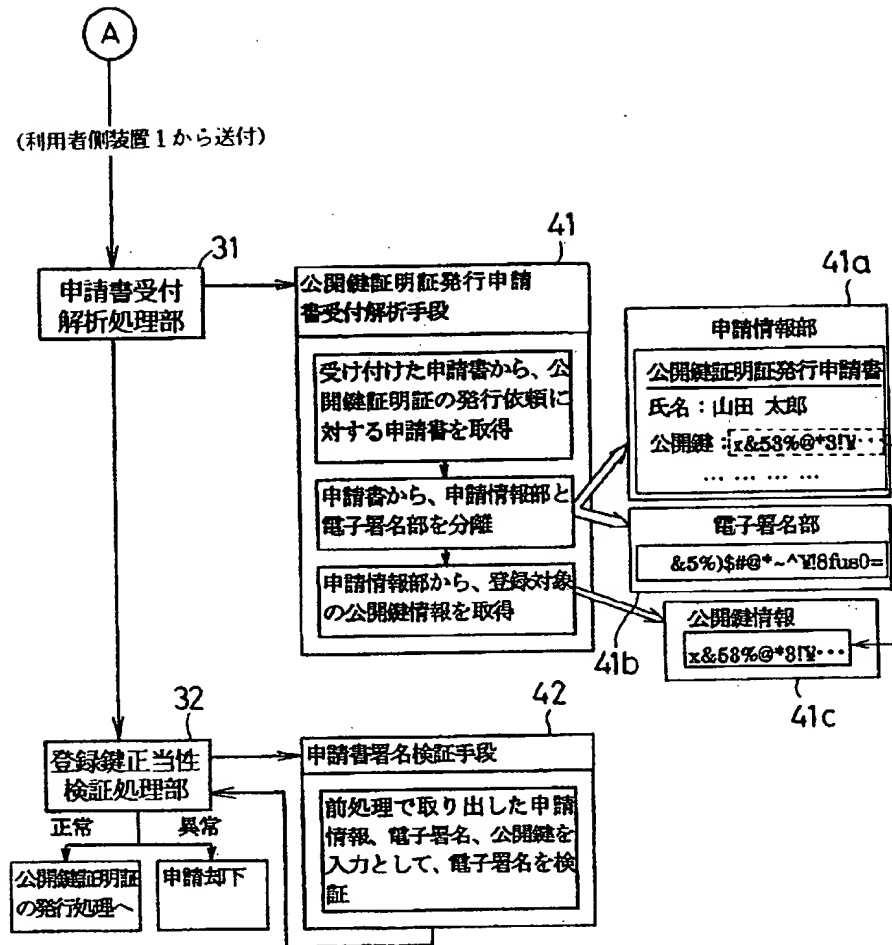 A
(利用者側装置1から送付)
31
申請書受付
解析処理部
41
公開鍵証明証発行申請
書受付解析手段
受け付けた申請書から、公
開鍵証明証の発行依頼に
対する申請書を取得
申請書から、申請情報部と
電子署名部を分離
申請情報部から、登録対象
の公開鍵情報を取得
41a
申請情報部
公開鍵証明証発行申請書
氏名：山田 太郎
公開鍵：x&53%@*3!¥···
… … … …
電子署名部
&5%)$#@*~^¥!8fus0=
41b
公開鍵情報
x&53%@*3!¥···
41c
32
登録鍵正当性
検証処理部
正常
異常
公開鍵証明証
の発行処理へ
申請却下
42
申請書署名検証手段
前処理で取り出した申請
情報、電子署名、公開鍵を
入力として、電子署名を検
証